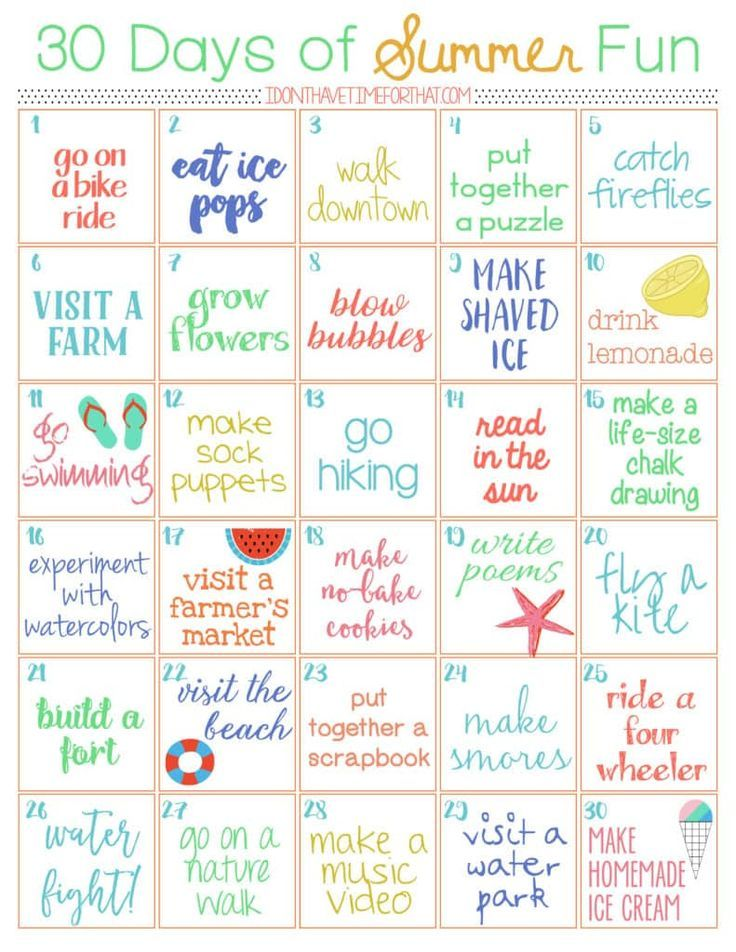 30 Days of Summer Fun
IDONTHAVETIMEFORTHAT.COM
1
go on
a bike
ride
2
eat ice
pops
3
walk
downtown
4
put
together
a puzzle
5
catch
fireflies
6
VISIT A
FARM
7
grow
flowers
8
blow
bubbles
9
MAKE
SHAVED
ICE
10
drink
lemonade
11
go
swimming
12
make
sock
puppets
13
go
hiking
14
read
in the
sun
15
make a
life-size
chalk
drawing
16
experiment
with
watercolors
17
visit a
farmer's
market
18
make
no-bake
cookies
19
write
poems
20
fly a
kite
21
build a
fort
22
visit the
beach
23
put
together a
scrapbook
24
make
smores
25
ride a
four
wheeler
26
water
fight!
27
go on a
nature
walk
28
make a
music
video
29
visit a
water
park
30
MAKE
HOMEMADE
ICE CREAM